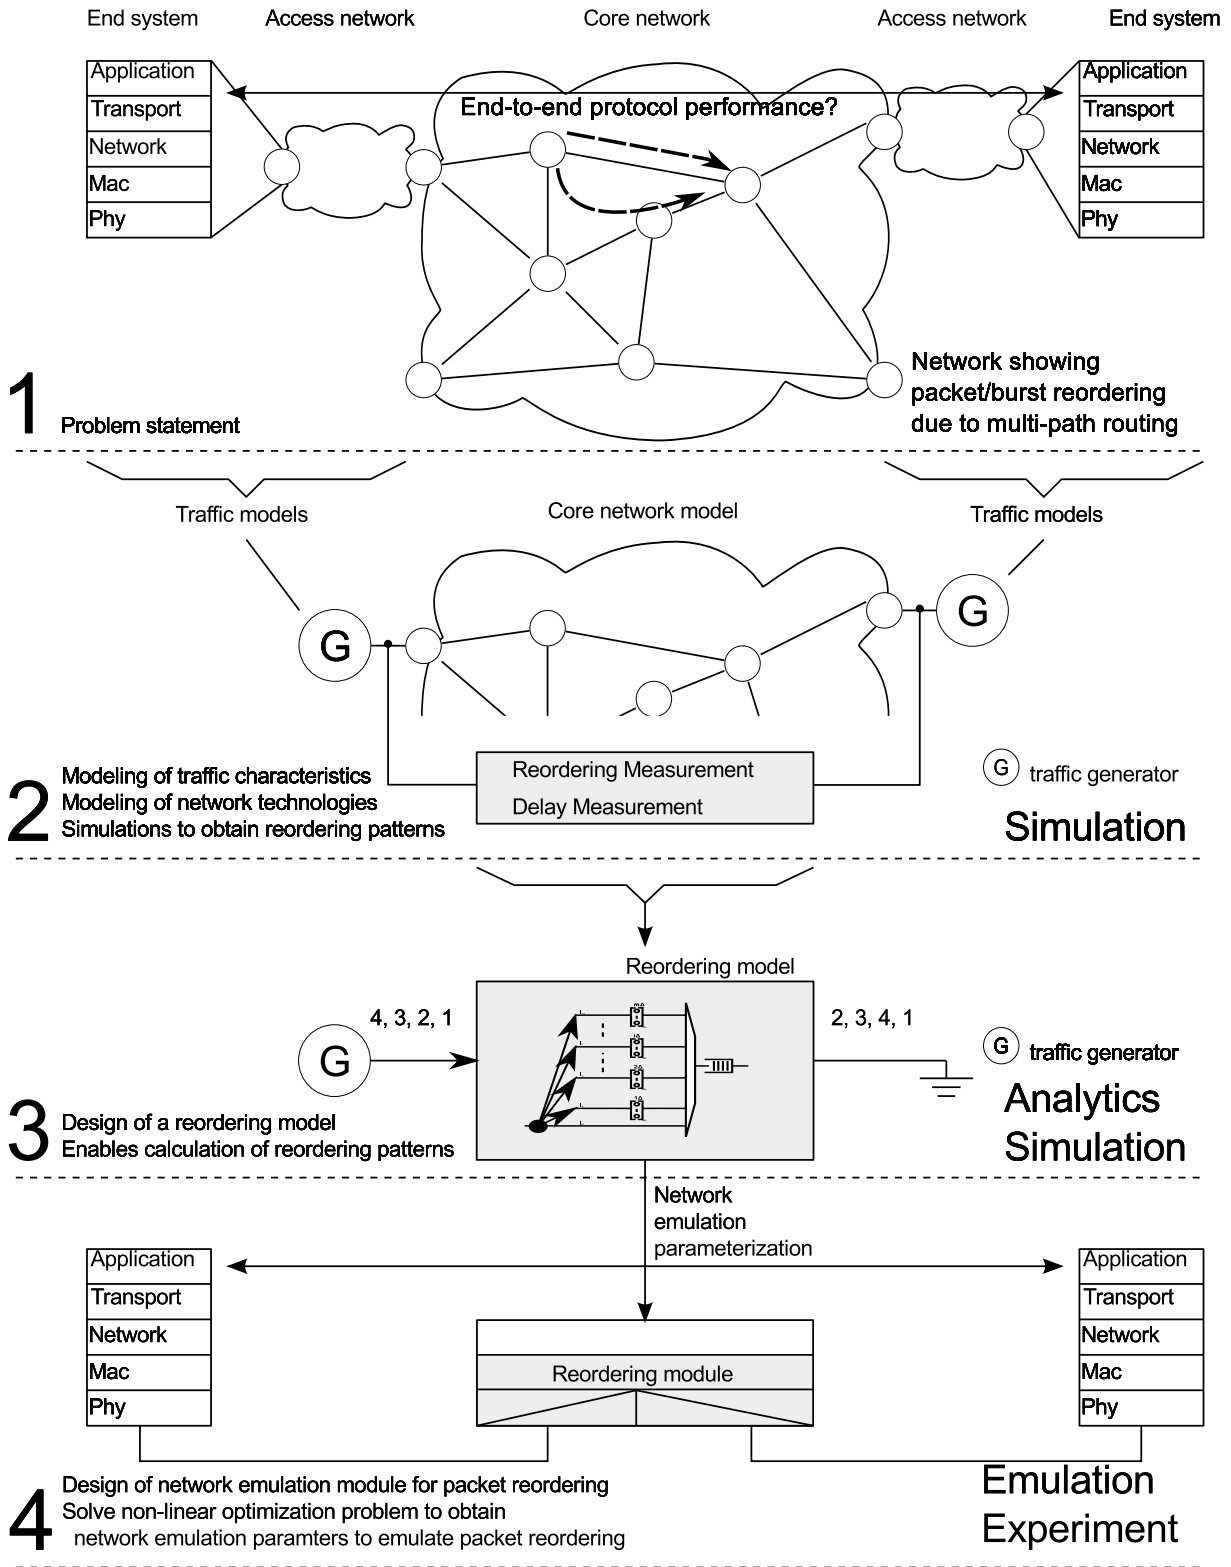 End system
Access network
Core network
Access network
End system
Application
Transport
Network
Mac
Phy
End-to-end protocol performance?
Application
Transport
Network
Mac
Phy
Network showing
packet/burst reordering
due to multi-path routing
1 Problem statement
Traffic models
Core network model
Traffic models
G
G
Reordering Measurement
Delay Measurement
G traffic generator
2
Modeling of traffic characteristics
Modeling of network technologies
Simulations to obtain reordering patterns
Simulation
Reordering model
4, 3, 2, 1
2, 3, 4, 1
G
G traffic generator
3
Design of a reordering model
Enables calculation of reordering patterns
Analytics
Simulation
Network
emulation
parameterization
Application
Transport
Network
Mac
Phy
Reordering module
Application
Transport
Network
Mac
Phy
4
Design of network emulation module for packet reordering
Solve non-linear optimization problem to obtain
network emulation paramters to emulate packet reordering
Emulation
Experiment